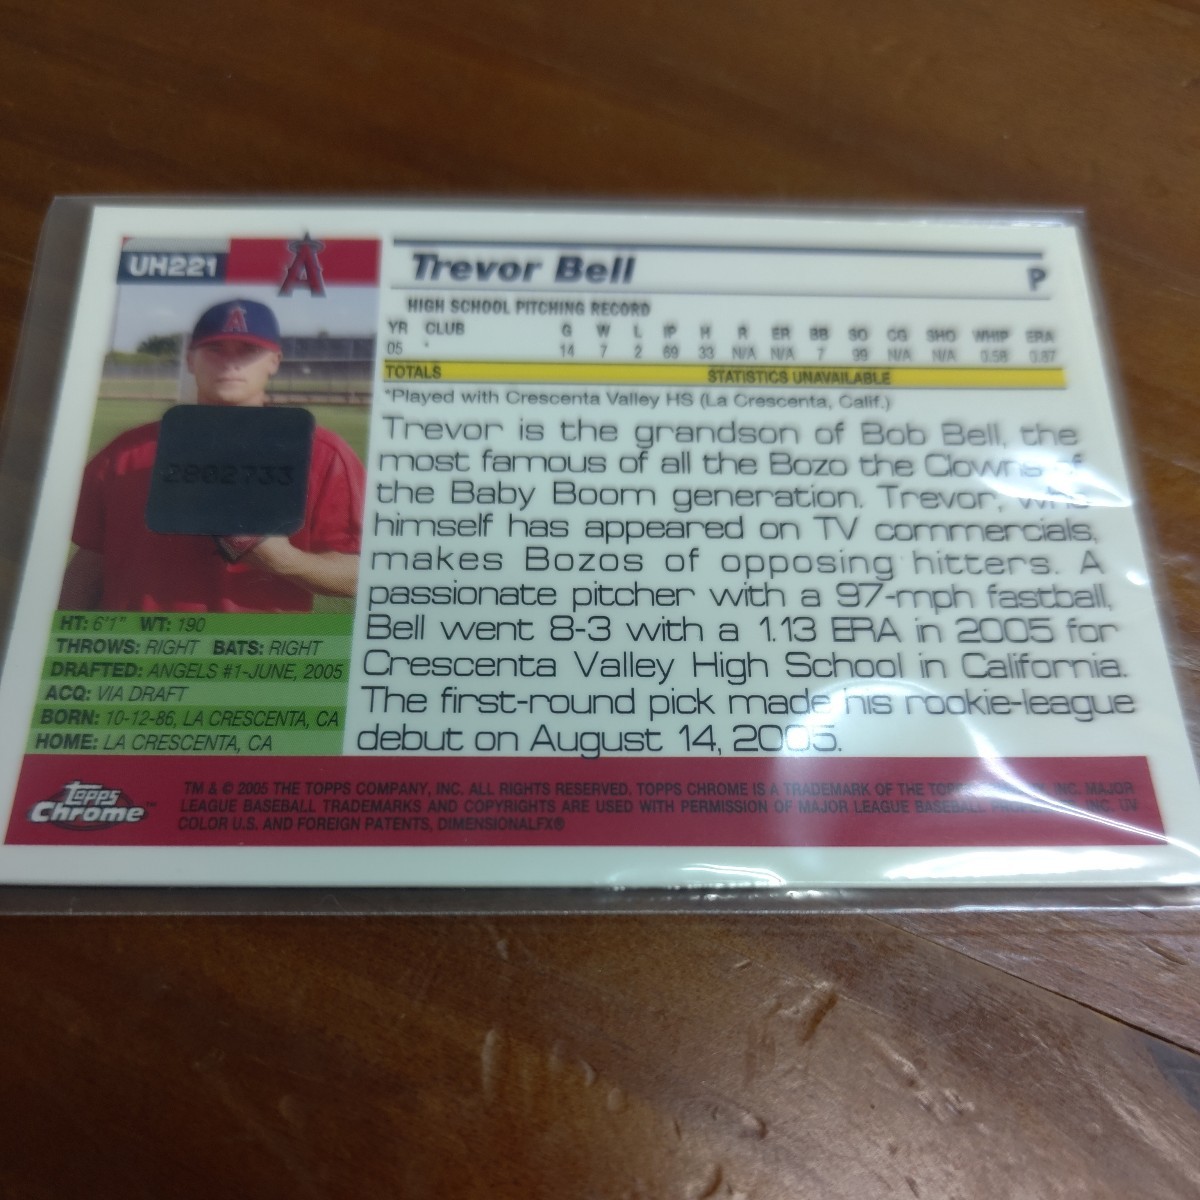 UH221
A
Trevor Bell
P
HIGH SCHOOL PITCHING RECORD
YR CLUB G W L IP H R ER BB SO CG SHO WHIP ERA
05 * 14 7 2 69 33 N/A N/A 7 99 N/A N/A 0.58 0.87
TOTALS STATISTICS UNAVAILABLE
*Played with Crescenta Valley HS (La Crescenta, Calif.)
Trevor is the grandson of Bob Bell, the
most famous of all the Bozo the Clowns of
the Baby Boom generation. Trevor, who
himself has appeared on TV commercials,
makes Bozos of opposing hitters. A
passionate pitcher with a 97-mph fastball,
Bell went 8-3 with a 1.13 ERA in 2005 for
Crescenta Valley High School in California.
The first-round pick made his rookie-league
debut on August 14, 2005.
2802733
HT: 6'1" WT: 190
THROWS: RIGHT BATS: RIGHT
DRAFTED: ANGELS #1-JUNE, 2005
ACQ: VIA DRAFT
BORN: 10-12-86, LA CRESCENTA, CA
HOME: LA CRESCENTA, CA
topps
Chrome™
TM & © 2005 THE TOPPS COMPANY, INC. ALL RIGHTS RESERVED. TOPPS CHROME IS A TRADEMARK OF THE TOPPS COMPANY, INC. MAJOR
LEAGUE BASEBALL TRADEMARKS AND COPYRIGHTS ARE USED WITH PERMISSION OF MAJOR LEAGUE BASEBALL INC. UV
COLOR U.S. AND FOREIGN PATENTS, DIMENSIONALFX®